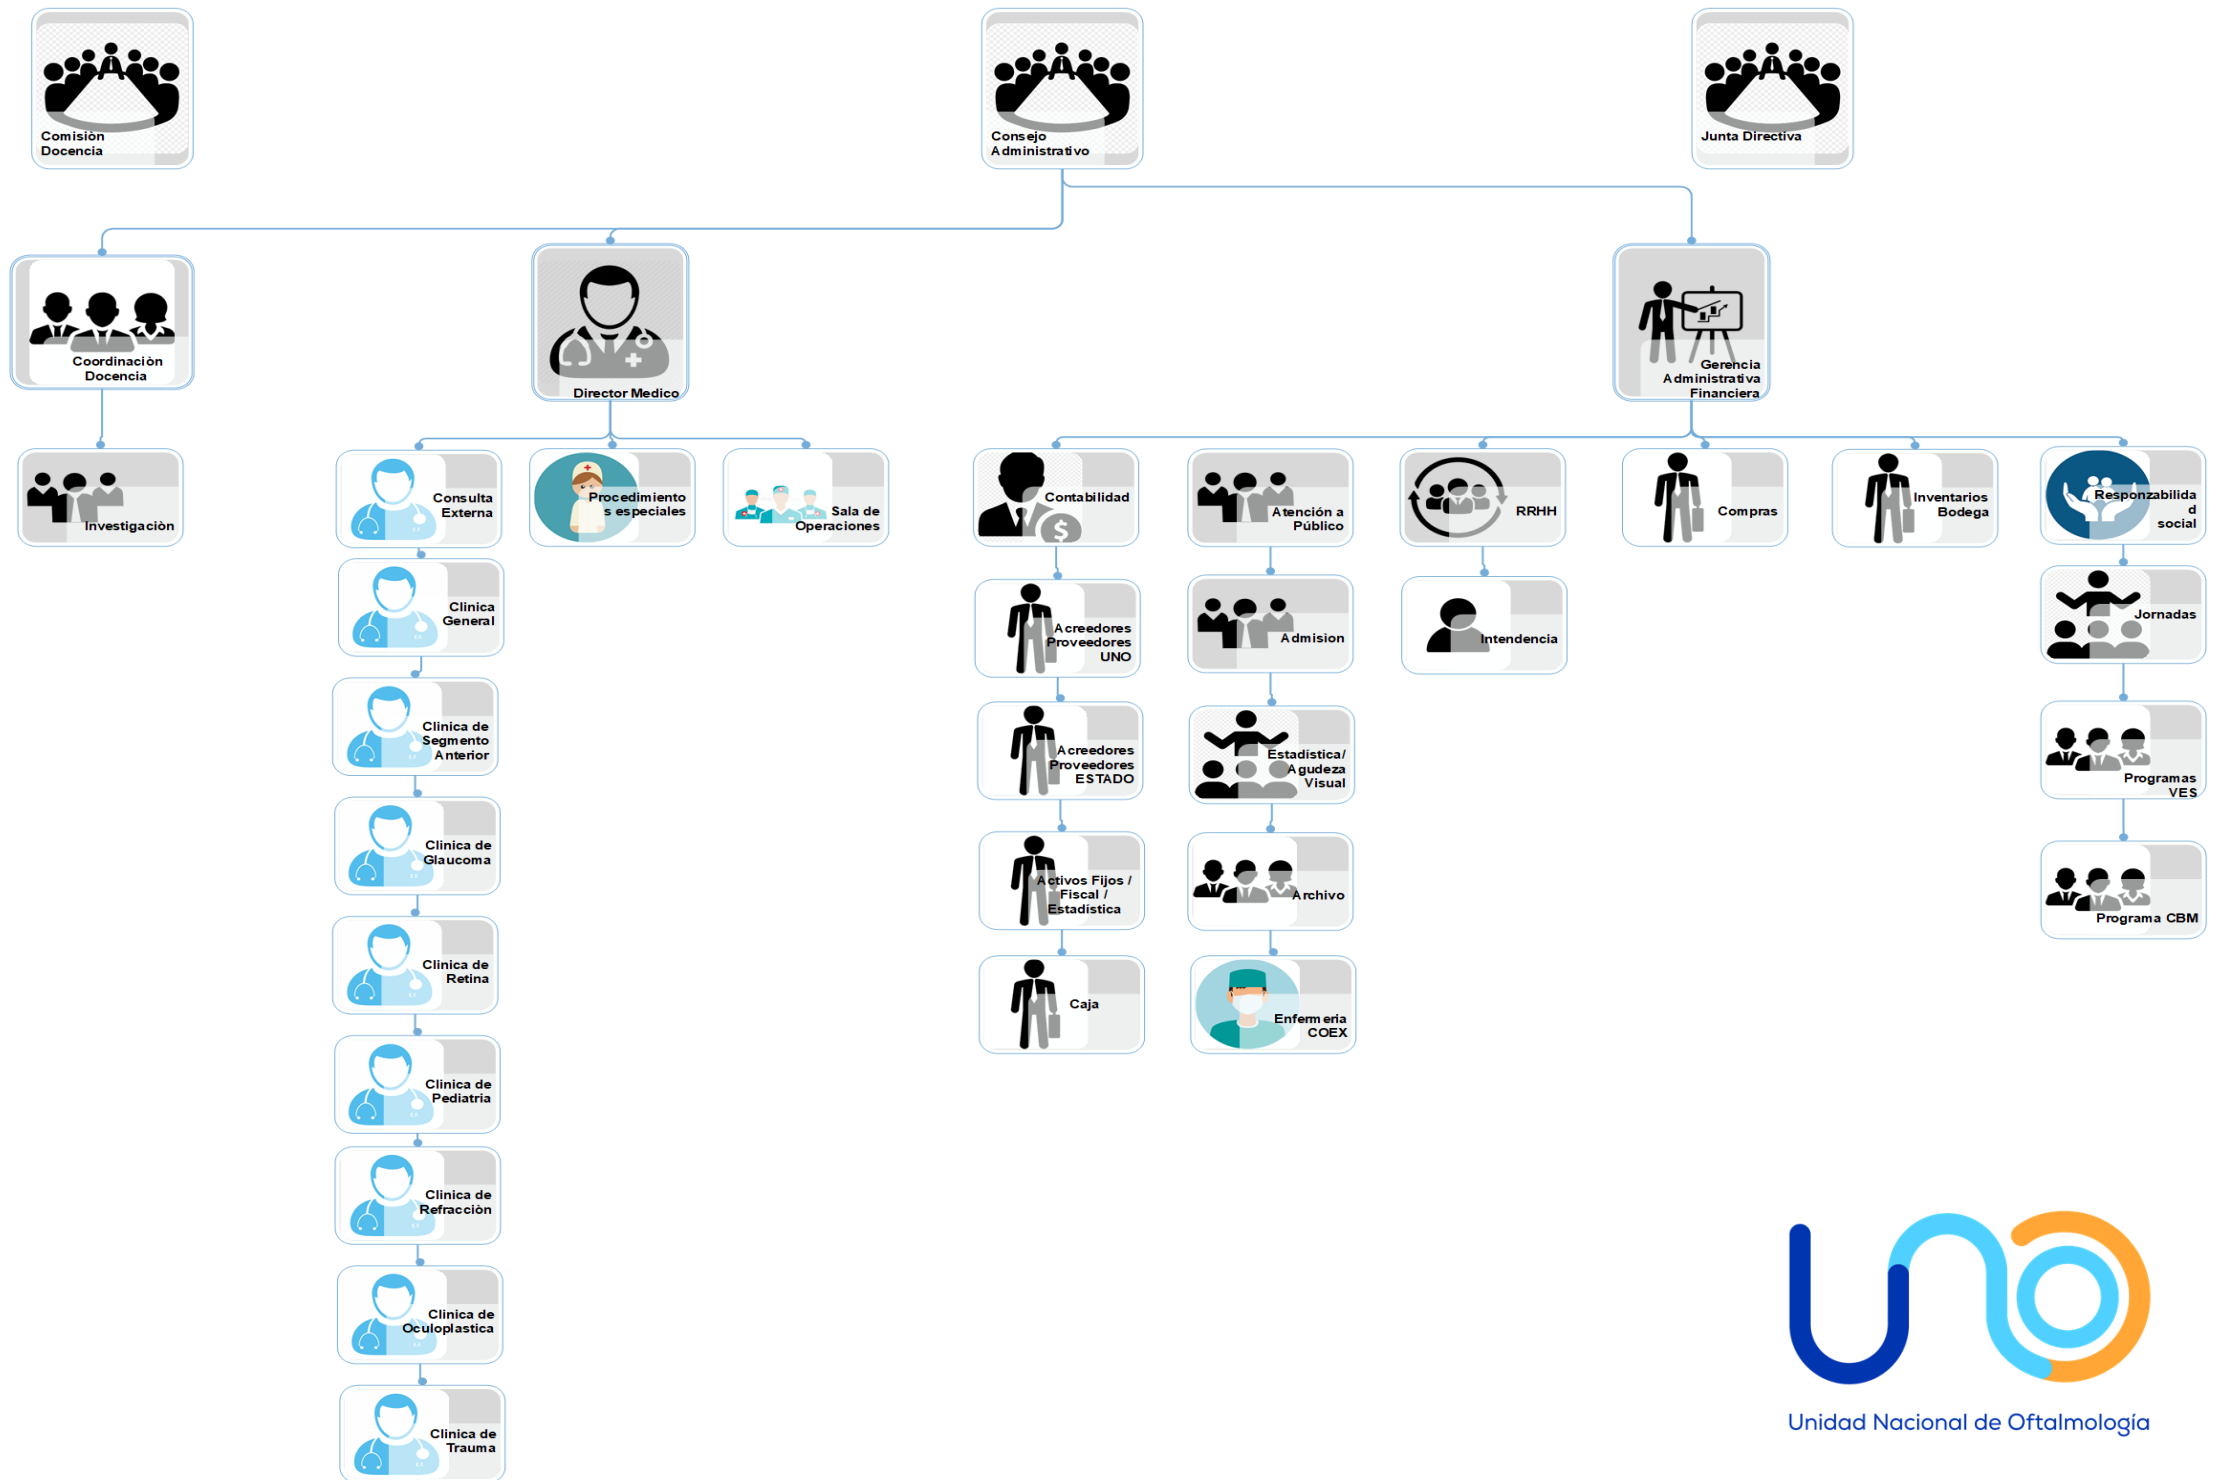 Comisiòn
Docencia
Consejo
Administrativo
Junta Directiva
Coordinaciòn
Docencia
Director Medico
Gerencia
Administrativa
Financiera
Investigaciòn
Consulta
Externa
Procedimiento
s especiales
Sala de
Operaciones
Contabilidad
Atención a
Público
RRHH
Compras
Inventarios
Bodega
Responzabilida
d
social
Clinica
General
Clinica de
Segmento
Anterior
Clinica de
Glaucoma
Clinica de
Retina
Clinica de
Pediatria
Clinica de
Refracciòn
Clinica de
Oculoplastica
Clinica de
Trauma
Acreedores
Proveedores
UNO
Acreedores
Proveedores
ESTADO
Activos Fijos /
Fiscal /
Estadística
Caja
Admision
Estadística/
Agudeza
Visual
Archivo
Enfermeria
COEX
Intendencia
Jornadas
Programas
VES
Programa CBM
uno
Unidad Nacional de Oftalmología